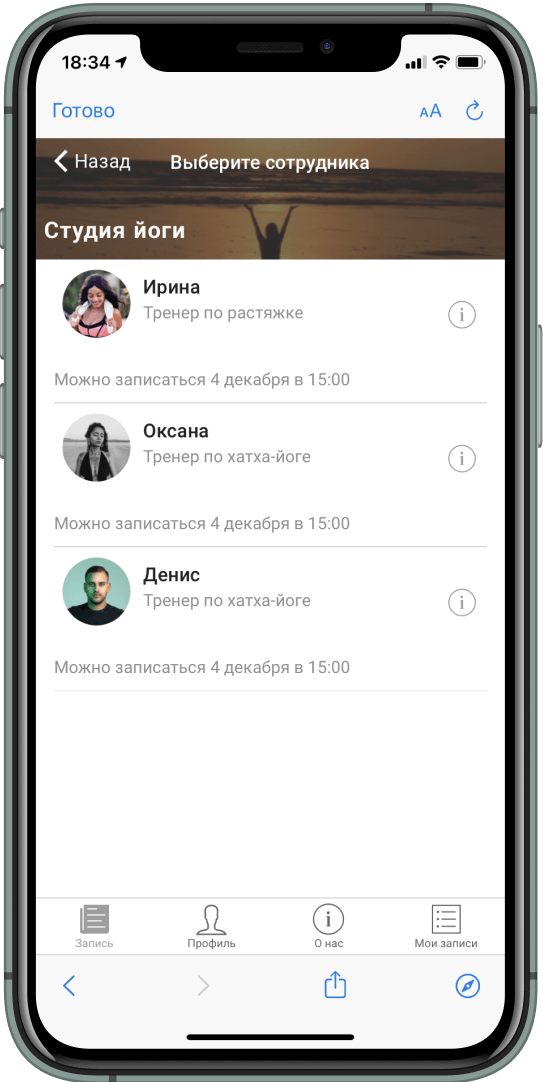 18:34
Готово
AA
Назад
Выберите сотрудника
Студия йоги
Ирина
Тренер по растяжке
Можно записаться 4 декабря в 15:00
Оксана
Тренер по хатха-йоге
Можно записаться 4 декабря в 15:00
Денис
Тренер по хатха-йоге
Можно записаться 4 декабря в 15:00
Запись
Профиль
О нас
Мои записи